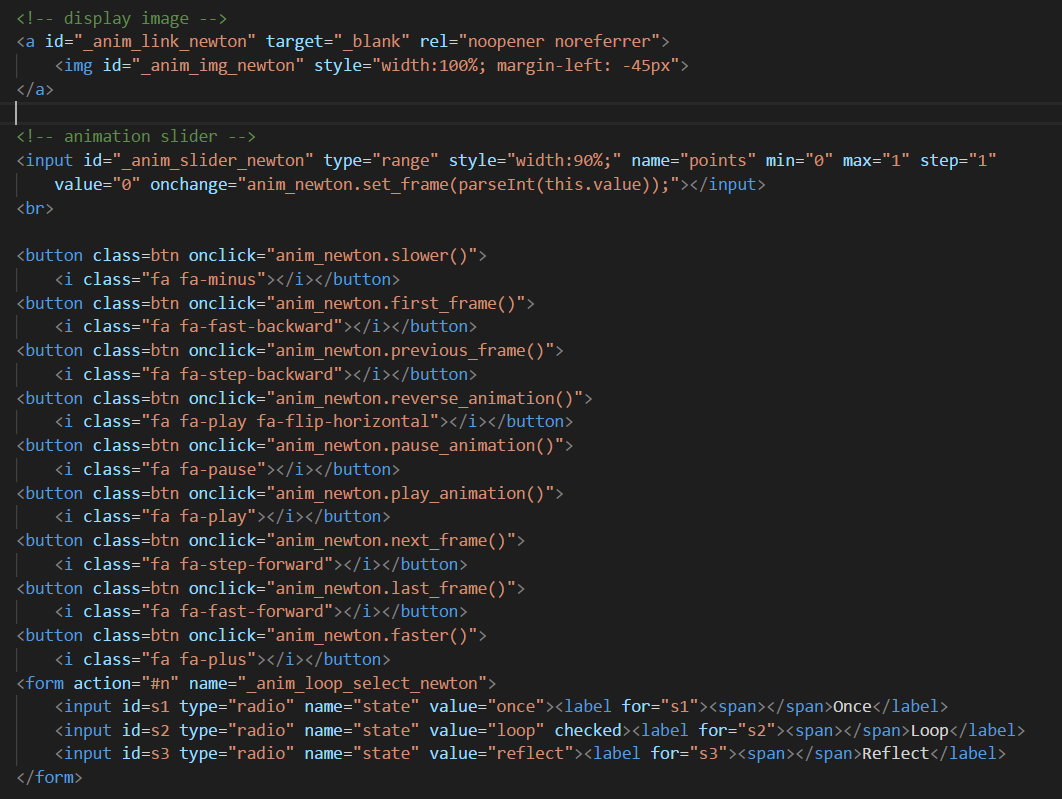 <!-- display image -->
<a id="_anim_link_newton" target="_blank" rel="noopener noreferrer">
    <img id="_anim_img_newton" style="width:100%; margin-left: -45px">
</a>

<!-- animation slider -->
<input id="_anim_slider_newton" type="range" style="width:90%;" name="points" min="0" max="1" step="1"
    value="0" onchange="anim_newton.set_frame(parseInt(this.value));"></input>
<br>

<button class=btn onclick="anim_newton.slower()">
    <i class="fa fa-minus"></i></button>
<button class=btn onclick="anim_newton.first_frame()">
    <i class="fa fa-fast-backward"></i></button>
<button class=btn onclick="anim_newton.previous_frame()">
    <i class="fa fa-step-backward"></i></button>
<button class=btn onclick="anim_newton.reverse_animation()">
    <i class="fa fa-play fa-flip-horizontal"></i></button>
<button class=btn onclick="anim_newton.pause_animation()">
    <i class="fa fa-pause"></i></button>
<button class=btn onclick="anim_newton.play_animation()">
    <i class="fa fa-play"></i></button>
<button class=btn onclick="anim_newton.next_frame()">
    <i class="fa fa-step-forward"></i></button>
<button class=btn onclick="anim_newton.last_frame()">
    <i class="fa fa-fast-forward"></i></button>
<button class=btn onclick="anim_newton.faster()">
    <i class="fa fa-plus"></i></button>
<form action="#n" name="_anim_loop_select_newton">
    <input id=s1 type="radio" name="state" value="once"><label for="s1"><span></span>Once</label>
    <input id=s2 type="radio" name="state" value="loop" checked><label for="s2"><span></span>Loop</label>
    <input id=s3 type="radio" name="state" value="reflect"><label for="s3"><span></span>Reflect</label>
</form>